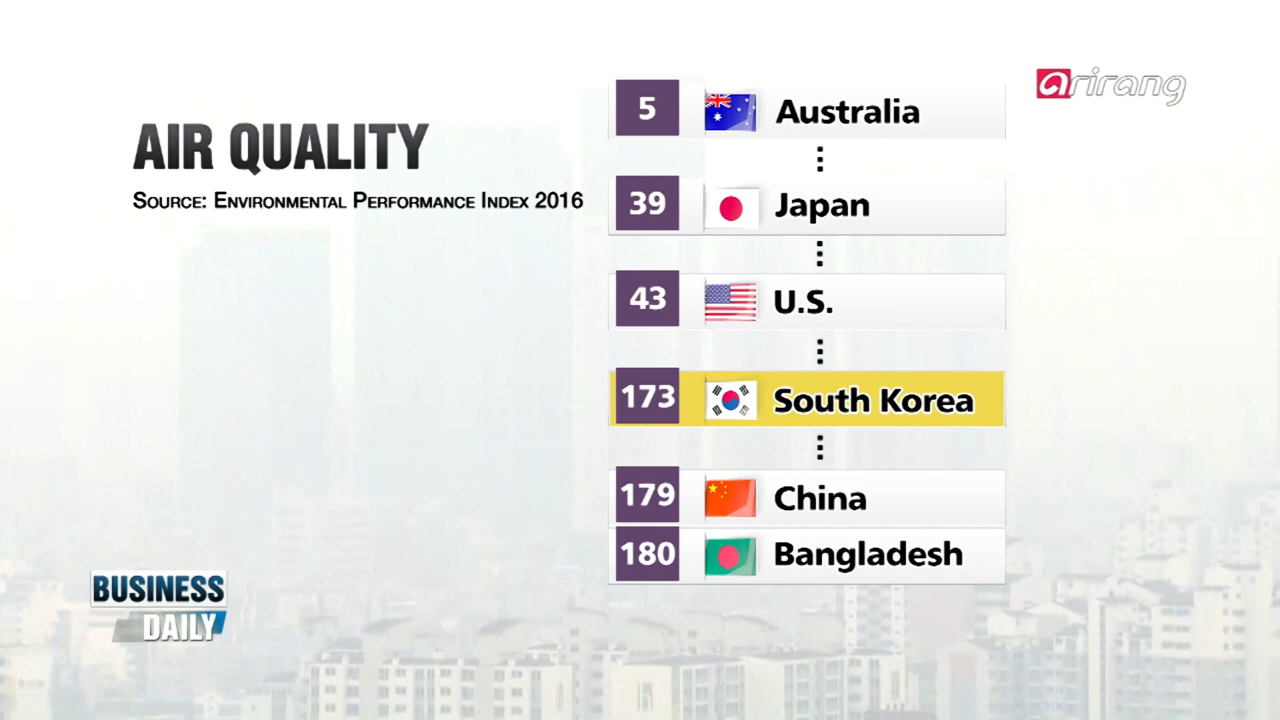 arirang
AIR QUALITY
SOURCE: ENVIRONMENTAL PERFORMANCE INDEX 2016
5 Australia
39 Japan
43 U.S.
173 South Korea
179 China
180 Bangladesh
BUSINESS
DAILY